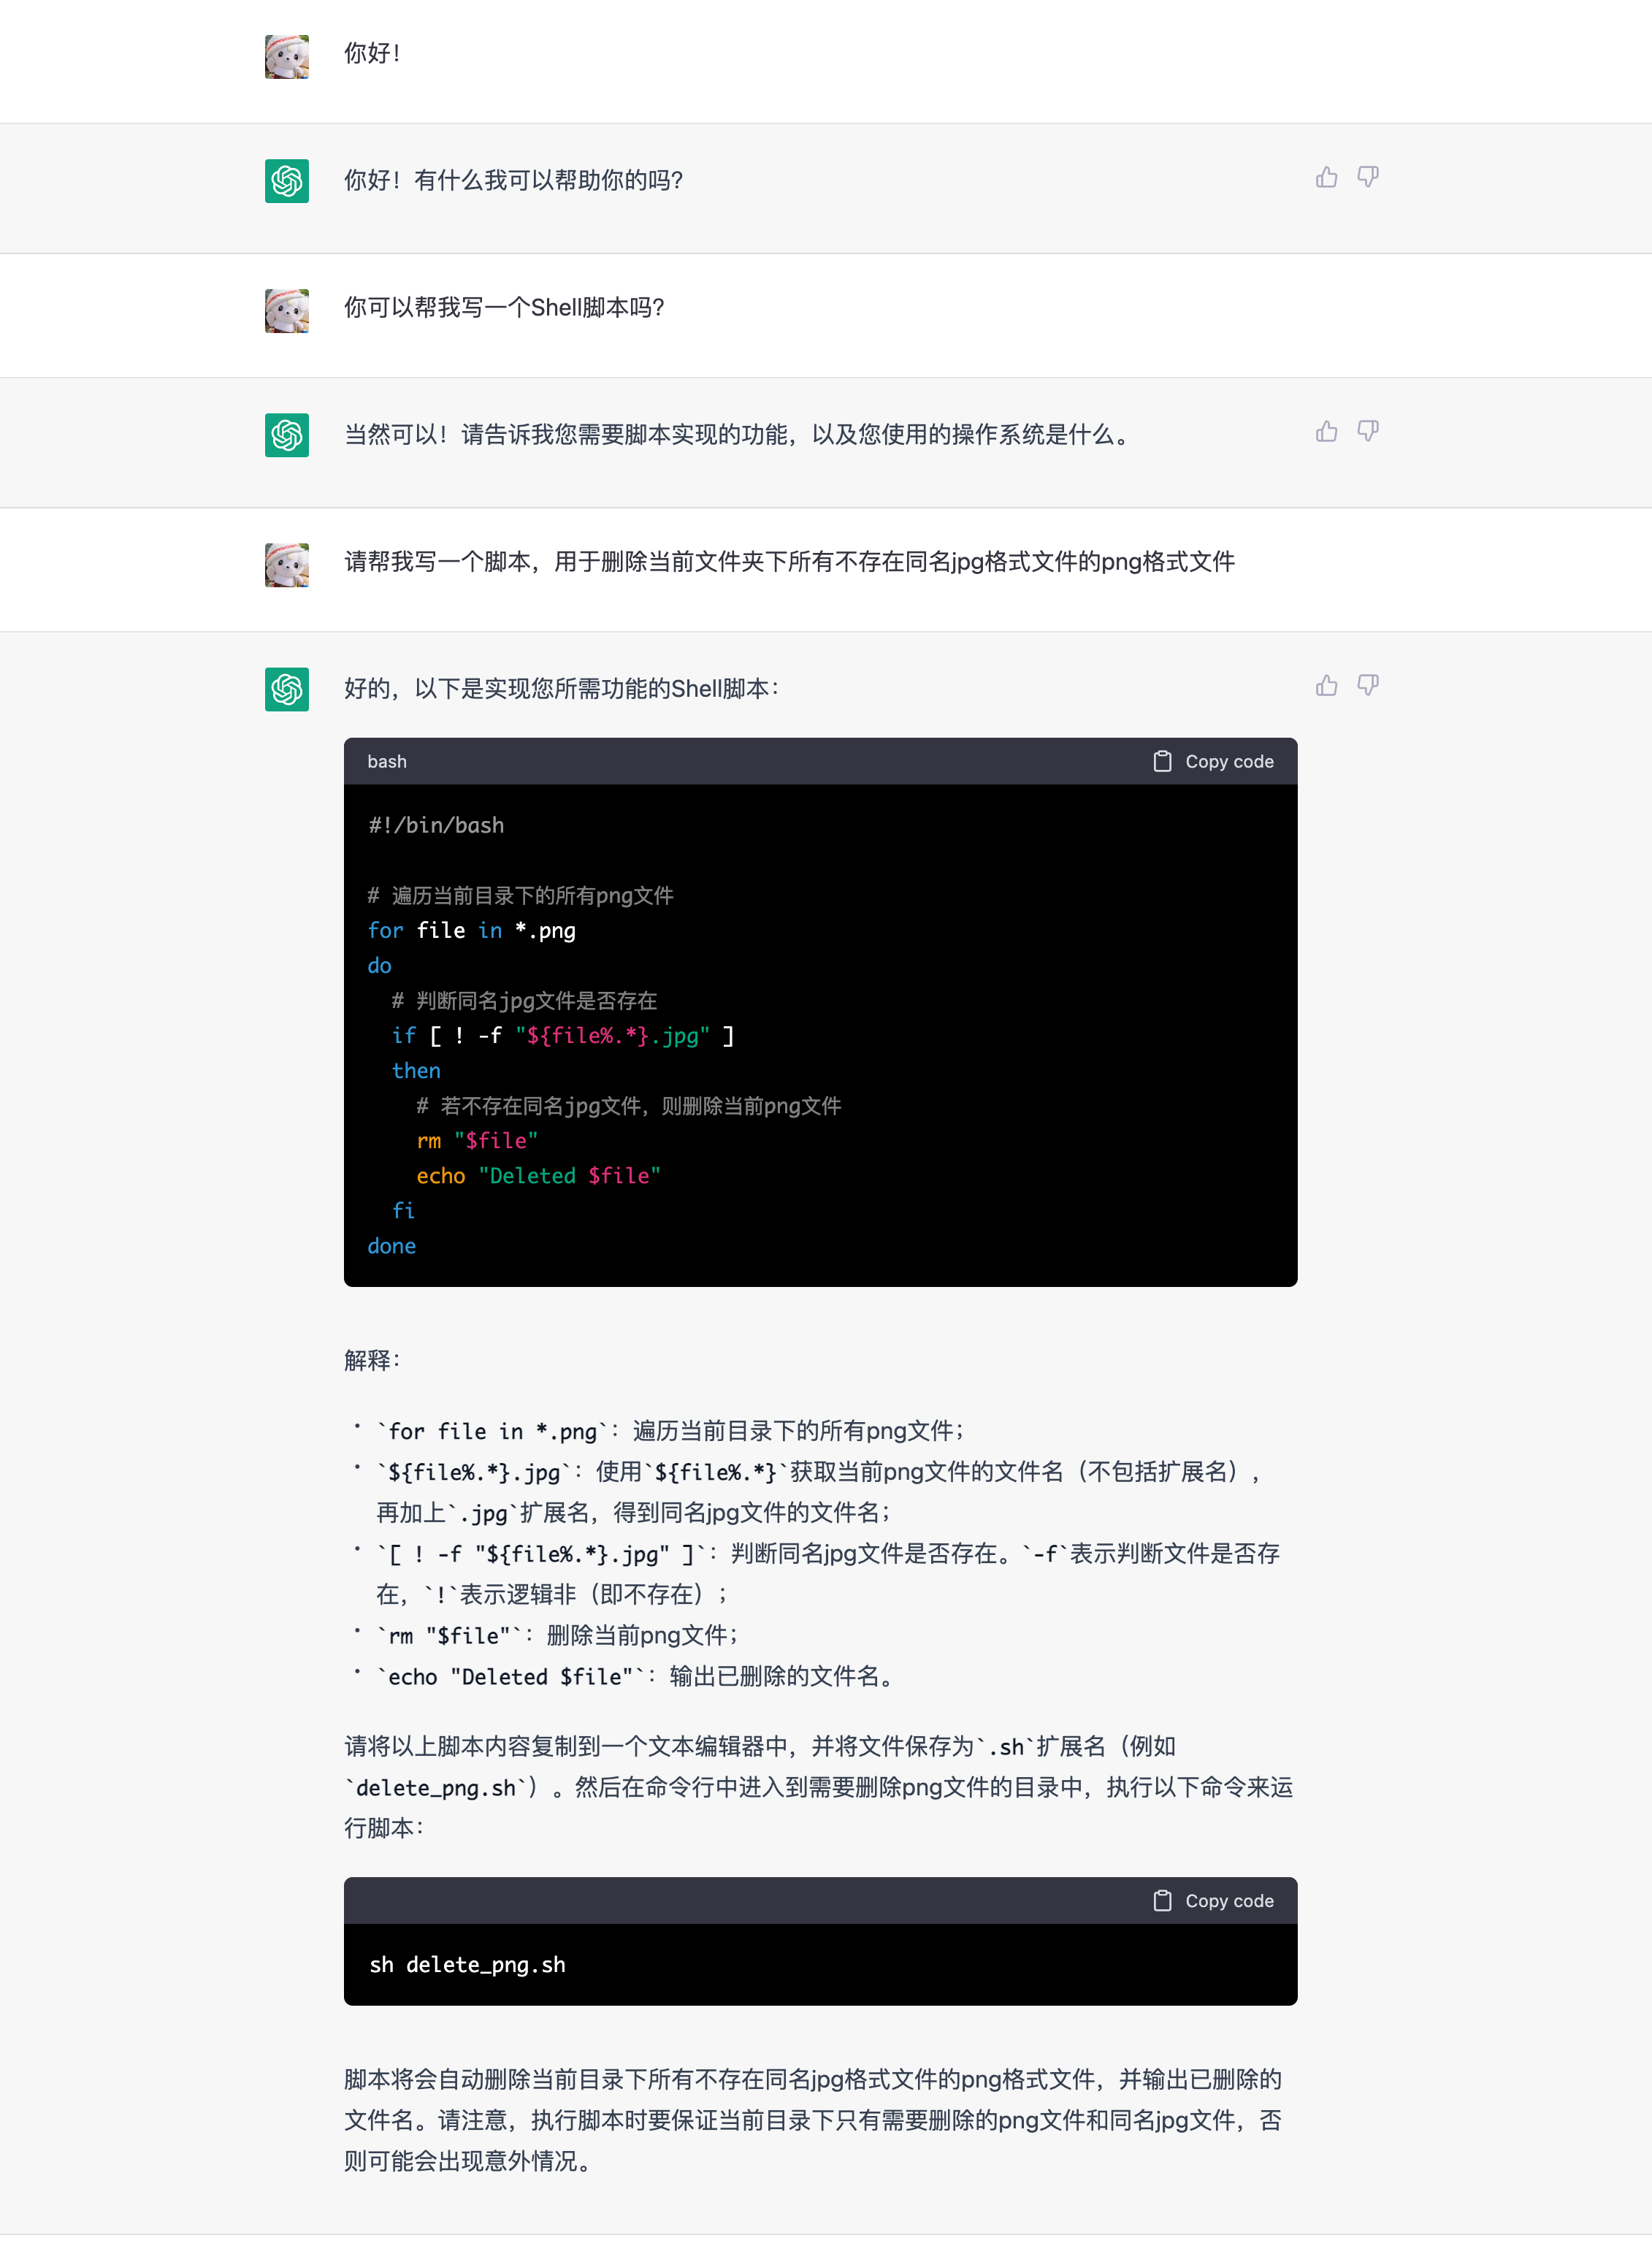 你好！
你好！有什么我可以帮助你的吗？
你可以帮我写一个Shell脚本吗？
当然可以！请告诉我您需要脚本实现的功能，以及您使用的操作系统是什么。
请帮我写一个脚本，用于删除当前文件夹下所有不存在同名jpg格式文件的png格式文件
好的，以下是实现您所需功能的Shell脚本：
bash Copy code
#!/bin/bash
# 遍历当前目录下的所有png文件
for file in *.png
do
  # 判断同名jpg文件是否存在
  if [ ! -f "${file%.*}.jpg" ]
  then
    # 若不存在同名jpg文件，则删除当前png文件
    rm "$file"
    echo "Deleted $file"
  fi
done
解释：
• `for file in *.png`：遍历当前目录下的所有png文件；
• `${file%.*}.jpg`：使用`${file%.*}`获取当前png文件的文件名（不包括扩展名），
再加上`.jpg`扩展名，得到同名jpg文件的文件名；
• `[ ! -f "${file%.*}.jpg" ]`：判断同名jpg文件是否存在。`-f`表示判断文件是否存
在，`!`表示逻辑非（即不存在）；
• `rm "$file"`：删除当前png文件；
• `echo "Deleted $file"`：输出已删除的文件名。
请将以上脚本内容复制到一个文本编辑器中，并将文件保存为`.sh`扩展名（例如
`delete_png.sh`）。然后在命令行中进入到需要删除png文件的目录中，执行以下命令来运
行脚本：
Copy code
sh delete_png.sh
脚本将会自动删除当前目录下所有不存在同名jpg格式文件的png格式文件，并输出已删除的
文件名。请注意，执行脚本时要保证当前目录下只有需要删除的png文件和同名jpg文件，否
则可能会出现意外情况。